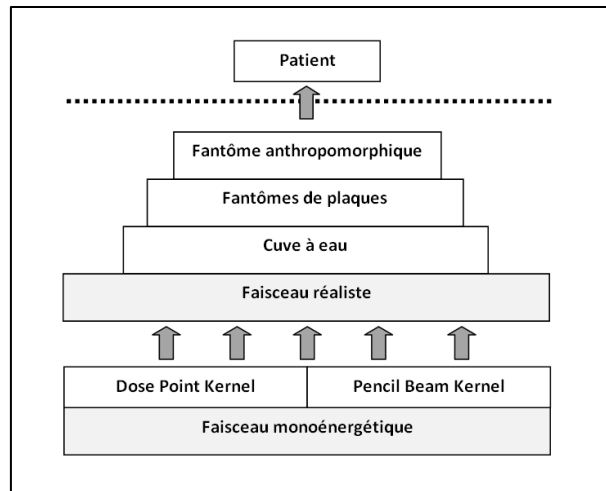 Patient
Fantôme anthropomorphique
Fantômes de plaques
Cuve à eau
Faisceau réaliste
Dose Point Kernel
Pencil Beam Kernel
Faisceau monoénergétique